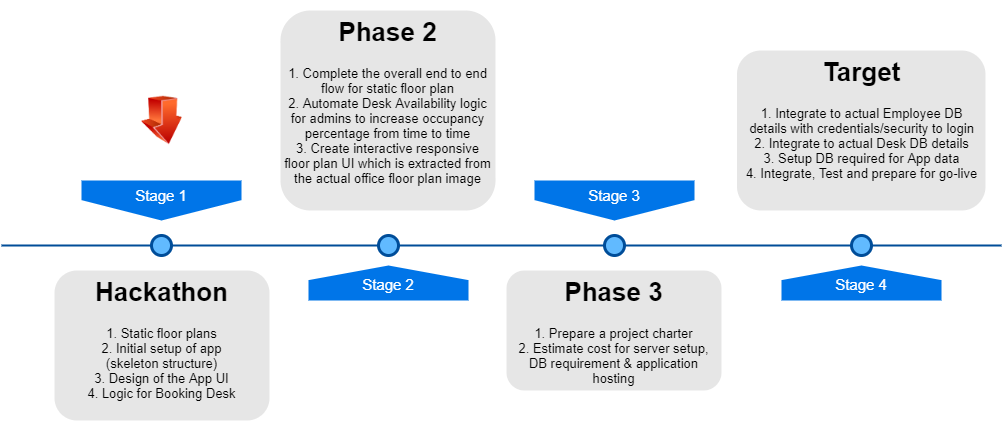 Phase 2
1. Complete the overall end to end
flow for static floor plan
2. Automate Desk Availability logic
for admins to increase occupancy
percentage from time to time
3. Create interactive responsive
floor plan UI which is extracted from
the actual office floor plan image
Target
1. Integrate to actual Employee DB
details with credentials/security to login
2. Integrate to actual Desk DB details
3. Setup DB required for App data
4. Integrate, Test and prepare for go-live
Stage 1
Stage 3
Stage 2
Stage 4
Hackathon
1. Static floor plans
2. Initial setup of app
(skeleton structure)
3. Design of the App UI
4. Logic for Booking Desk
Phase 3
1. Prepare a project charter
2. Estimate cost for server setup,
DB requirement & application
hosting